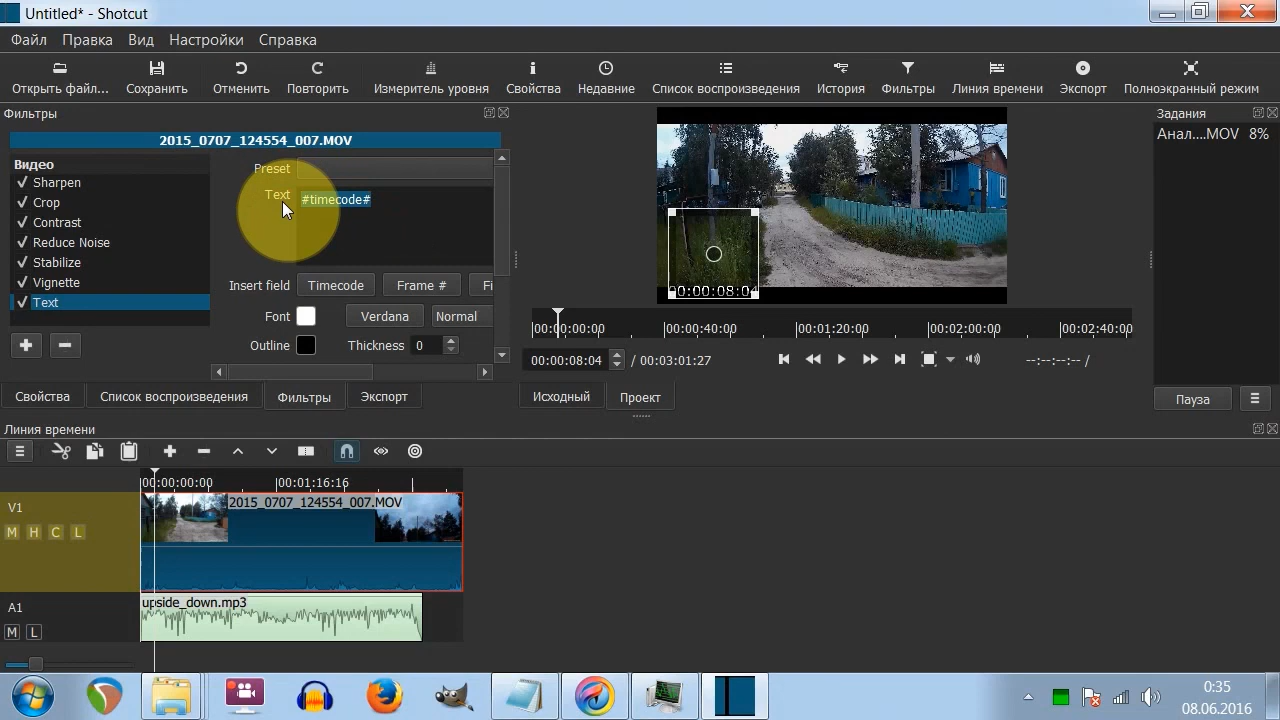 Untitled* - Shotcut
Файл Правка Вид Настройки Справка
Открыть файл... Сохранить Отменить Повторить Измеритель уровня Свойства Недавние Список воспроизведения История Фильтры Линия времени Экспорт Полноэкранный режим
Фильтры
Задания
2015_0707_124554_007.MOV
Анал....MOV 8%
Видео
Sharpen
Crop
Contrast
Reduce Noise
Stabilize
Vignette
Text
Preset
Text #timecode#
Insert field Timecode Frame # Fi
Font Verdana Normal
Outline Thickness 0
00:00:08:04
00:00:00:00 00:00:40:00 00:01:20:00 00:02:00:00 00:02:40:00
00:00:08:04 / 00:03:01:27 --:--:--:-- /
Свойства Список воспроизведения Фильтры Экспорт
Исходный Проект
Пауза
Линия времени
00:00:00:00 00:01:16:16
V1
2015_0707_124554_007.MOV
M H C L
A1
upside_down.mp3
M L
0:35
08.06.2016